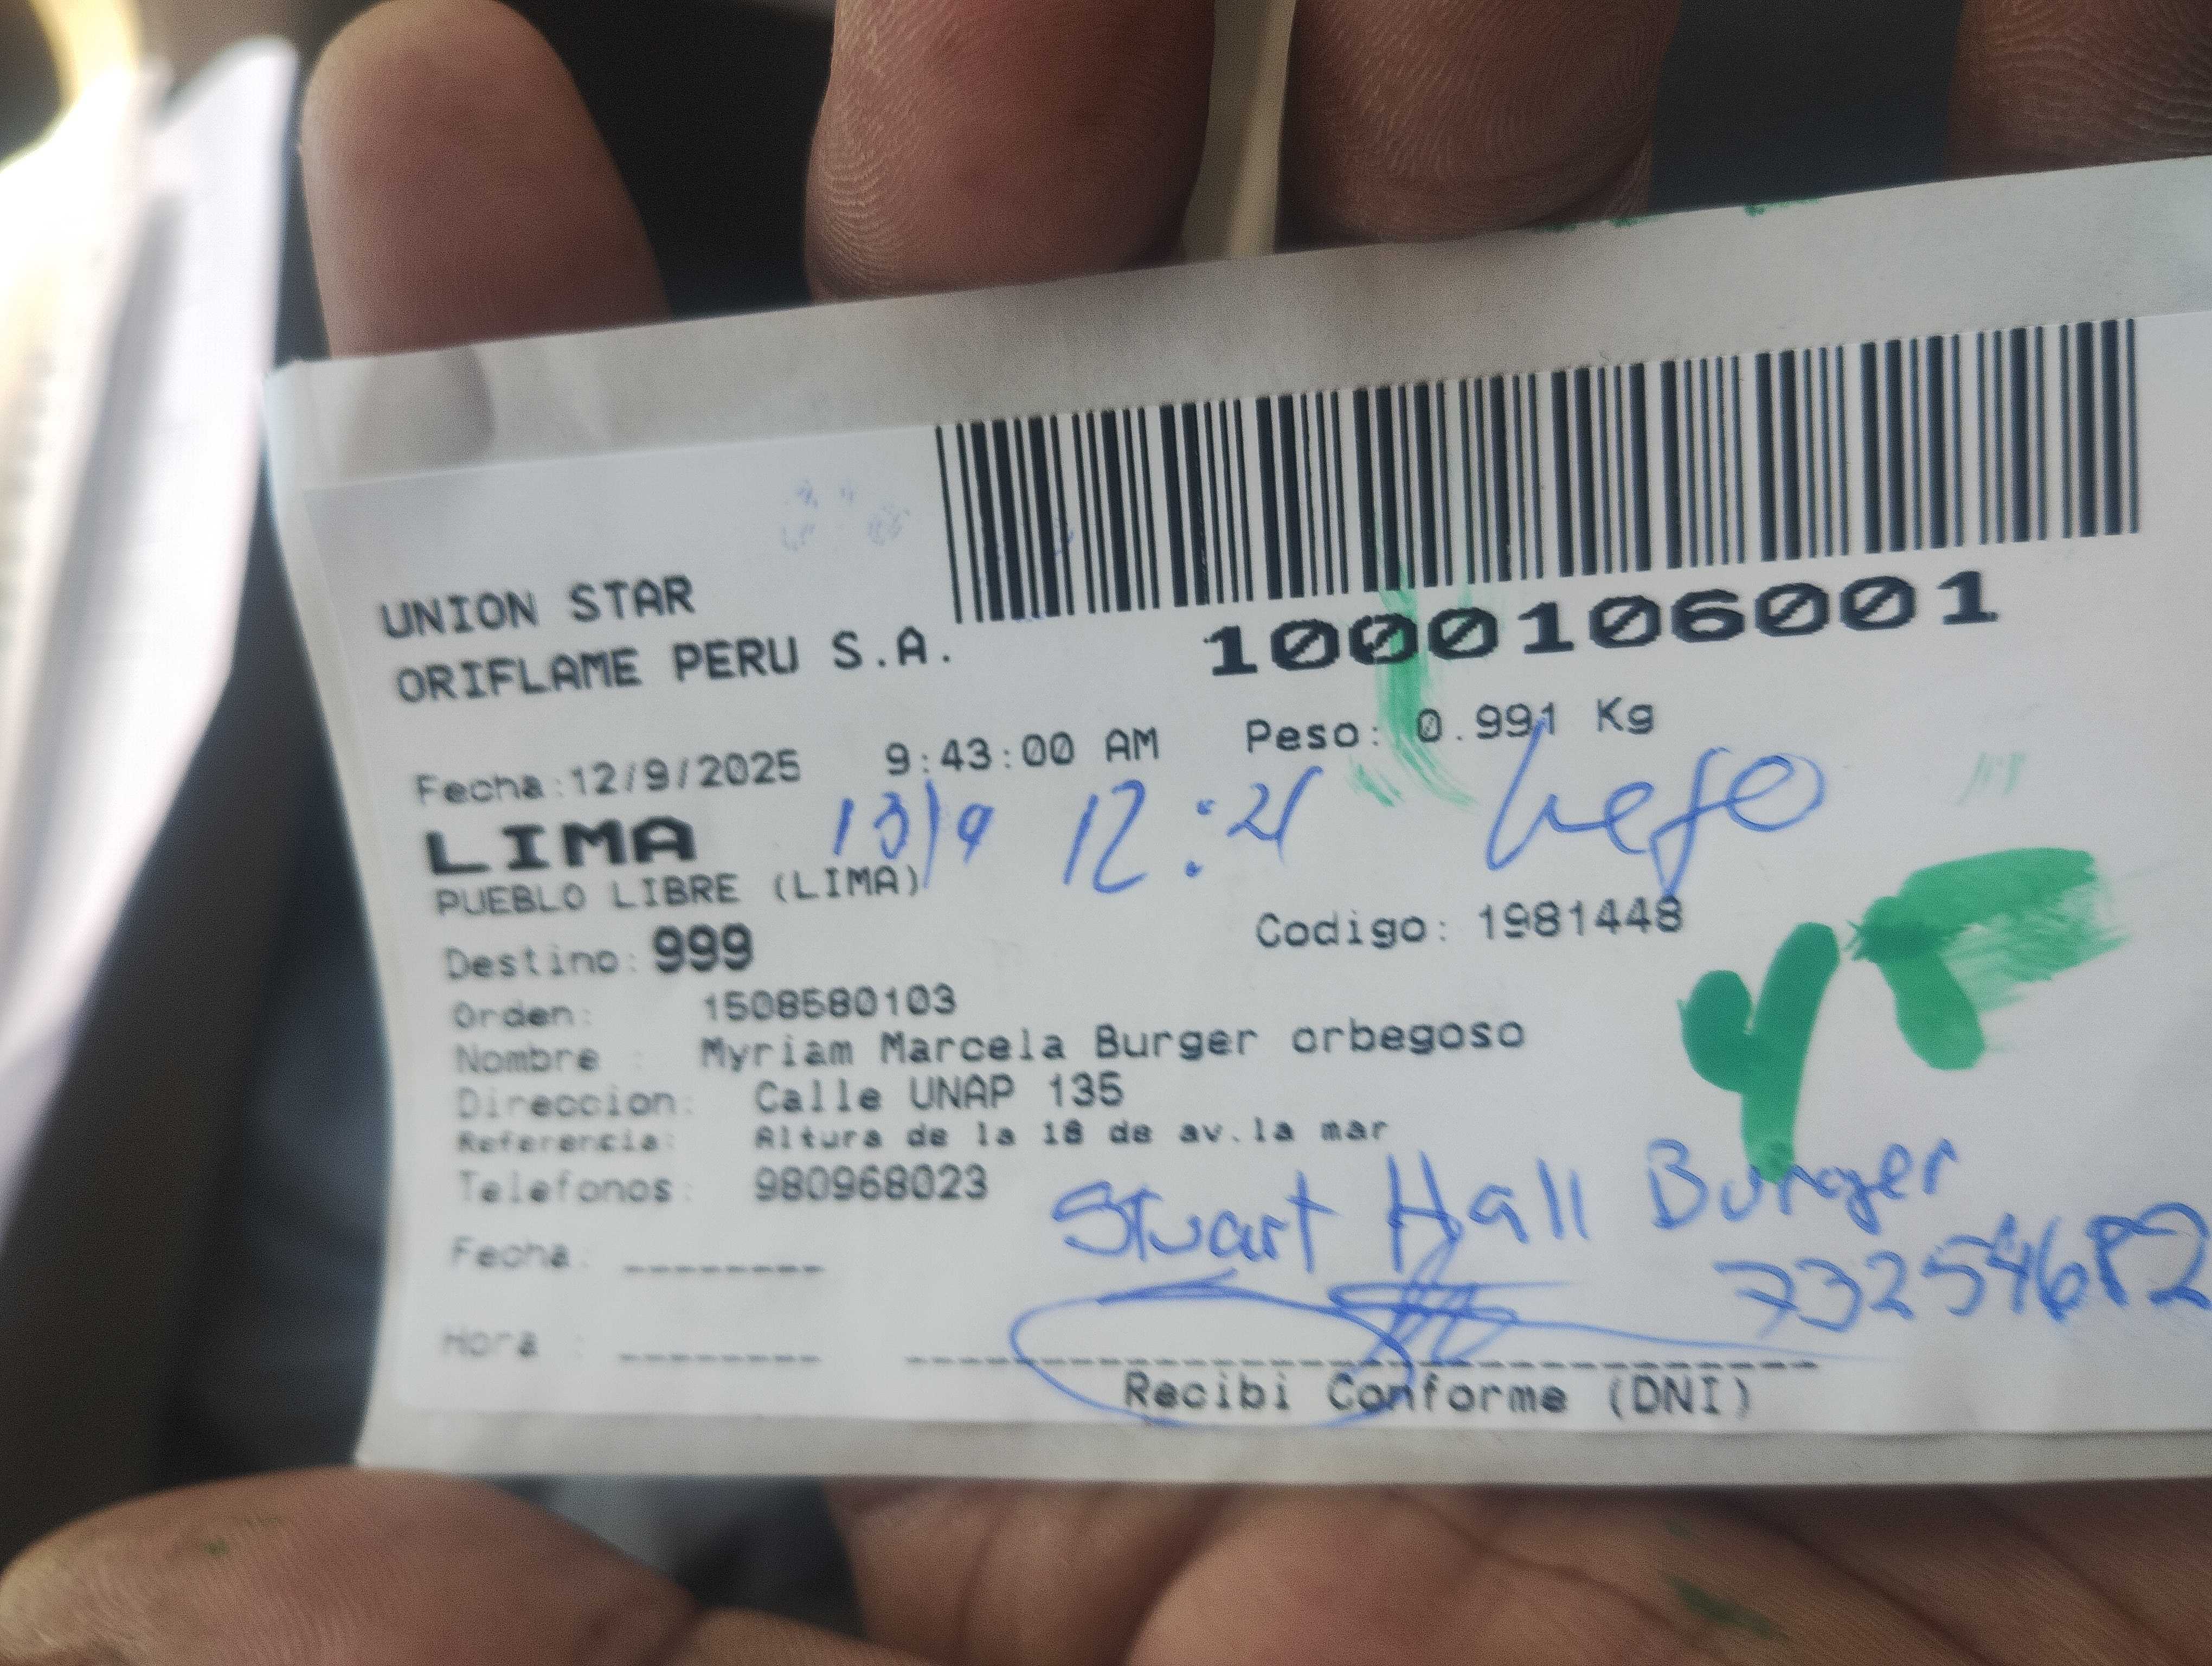 UNION STAR
ORIFLAME PERU S.A.
1000106001
Fecha:12/9/2025 9:43:00 AM Peso: 0.991 Kg
LIMA 13/9 12:21
PUEBLO LIBRE (LIMA)
Destino: 999 Codigo: 1981448
Orden: 1508580103
Nombre : Myriam Marcela Burger orbegoso
Direccion: Calle UNAP 135
Referencia: Altura de la 18 de av.la mar
Telefonos: 980968023
Stuart Hall Burger
73254682
Fecha: --------
Hora : --------
Recibi Conforme (DNI)